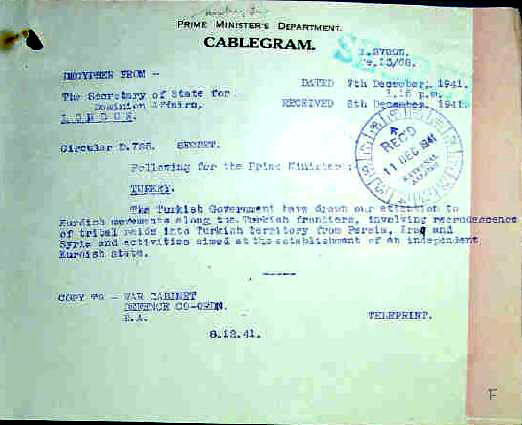 PRIME MINISTER'S DEPARTMENT.
CABLEGRAM.
DECYPHER FROM -
DATED 7th December, 1941.
The Secretary of State for
Dominion Affairs,
RECEIVED 8th December, 1941.
LONDON.
Circular D.765. SECRET.
REC'D
11 DEC 1941
Following for the Prime Minister:
TURKEY.
The Turkish Government have drawn our attention to
Kurdish movements along the Turkish frontiers, involving recrudescence
of tribal raids into Turkish territory from Persia, Iraq and
Syria and activities aimed at the establishment of an independent
Kurdish state.
COPY TO - WAR CABINET
DEFENCE CO-ORDN.
E.A.
TELEPRINT.
8.12.41.
F